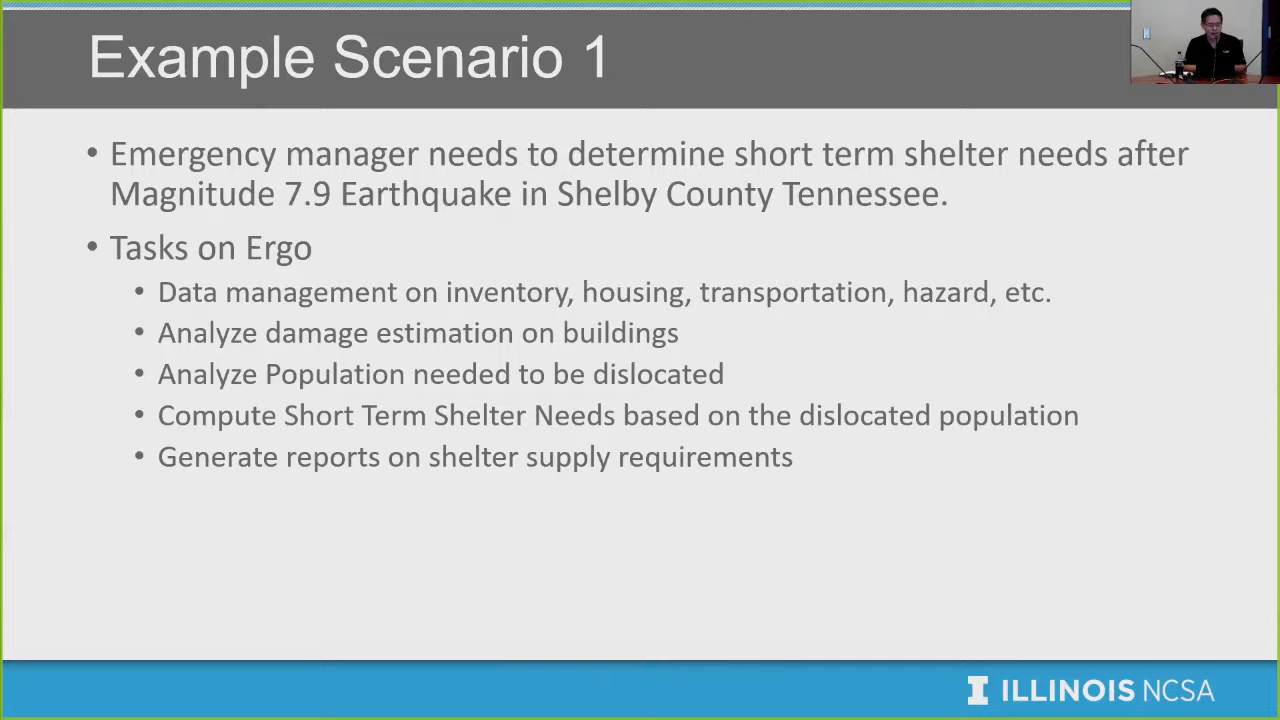 Example Scenario 1
• Emergency manager needs to determine short term shelter needs after
Magnitude 7.9 Earthquake in Shelby County Tennessee.
• Tasks on Ergo
• Data management on inventory, housing, transportation, hazard, etc.
• Analyze damage estimation on buildings
• Analyze Population needed to be dislocated
• Compute Short Term Shelter Needs based on the dislocated population
• Generate reports on shelter supply requirements
I ILLINOIS NCSA